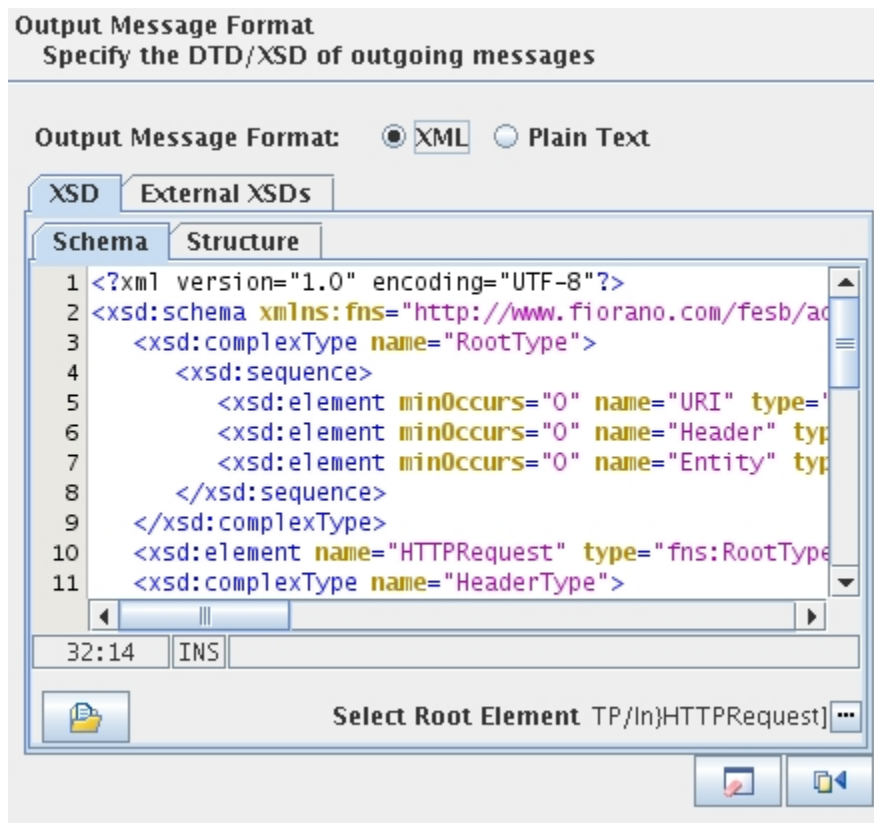 Output Message Format
Specify the DTD/XSD of outgoing messages
Output Message Format: XML Plain Text
XSD External XSDs
Schema Structure
1 <?xml version="1.0" encoding="UTF-8"?>
2 <xsd:schema xmlns:fns="http://www.fiorano.com/fesb/ac
3 <xsd:complexType name="RootType">
4 <xsd:sequence>
5 <xsd:element minOccurs="0" name="URI" type="
6 <xsd:element minOccurs="0" name="Header" typ
7 <xsd:element minOccurs="0" name="Entity" typ
8 </xsd:sequence>
9 </xsd:complexType>
10 <xsd:element name="HTTPRequest" type="fns:RootType
11 <xsd:complexType name="HeaderType">
32:14 INS
Select Root Element TP/In}HTTPRequest] ...